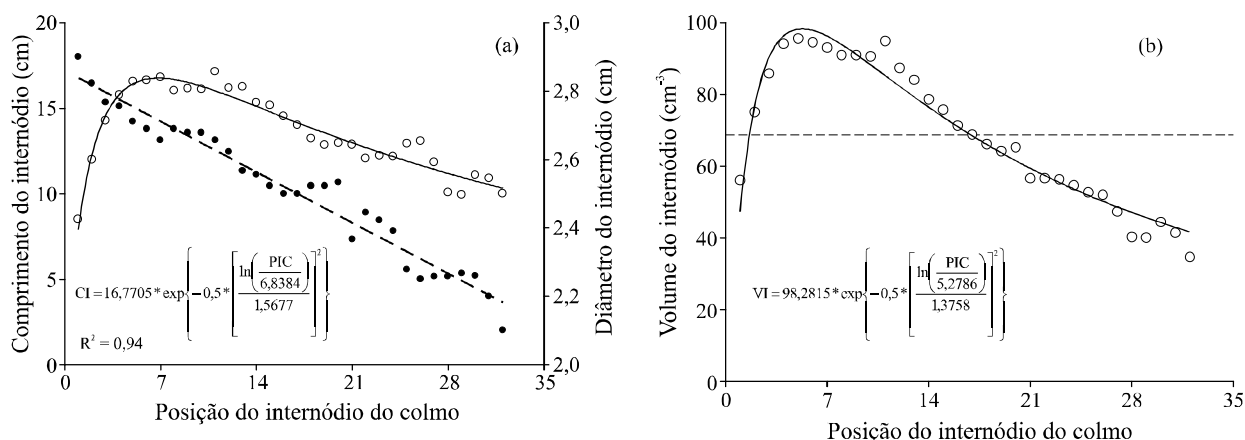 (a)
Comprimento do internódio (cm)
20
15
10
5
0
Diâmetro do internódio (cm)
3,0
2,8
2,6
2,4
2,2
2,0
CI=16,7705*exp{−0,5*[ln(PIC/6,8384)/1,5677]²}
R² = 0,94
0 7 14 21 28 35
Posição do internódio do colmo
(b)
Volume do internódio (cm⁻³)
100
80
60
40
20
0
VI=98,2815*exp{−0,5*[ln(PIC/5,2786)/1,3758]²}
0 7 14 21 28 35
Posição do internódio do colmo